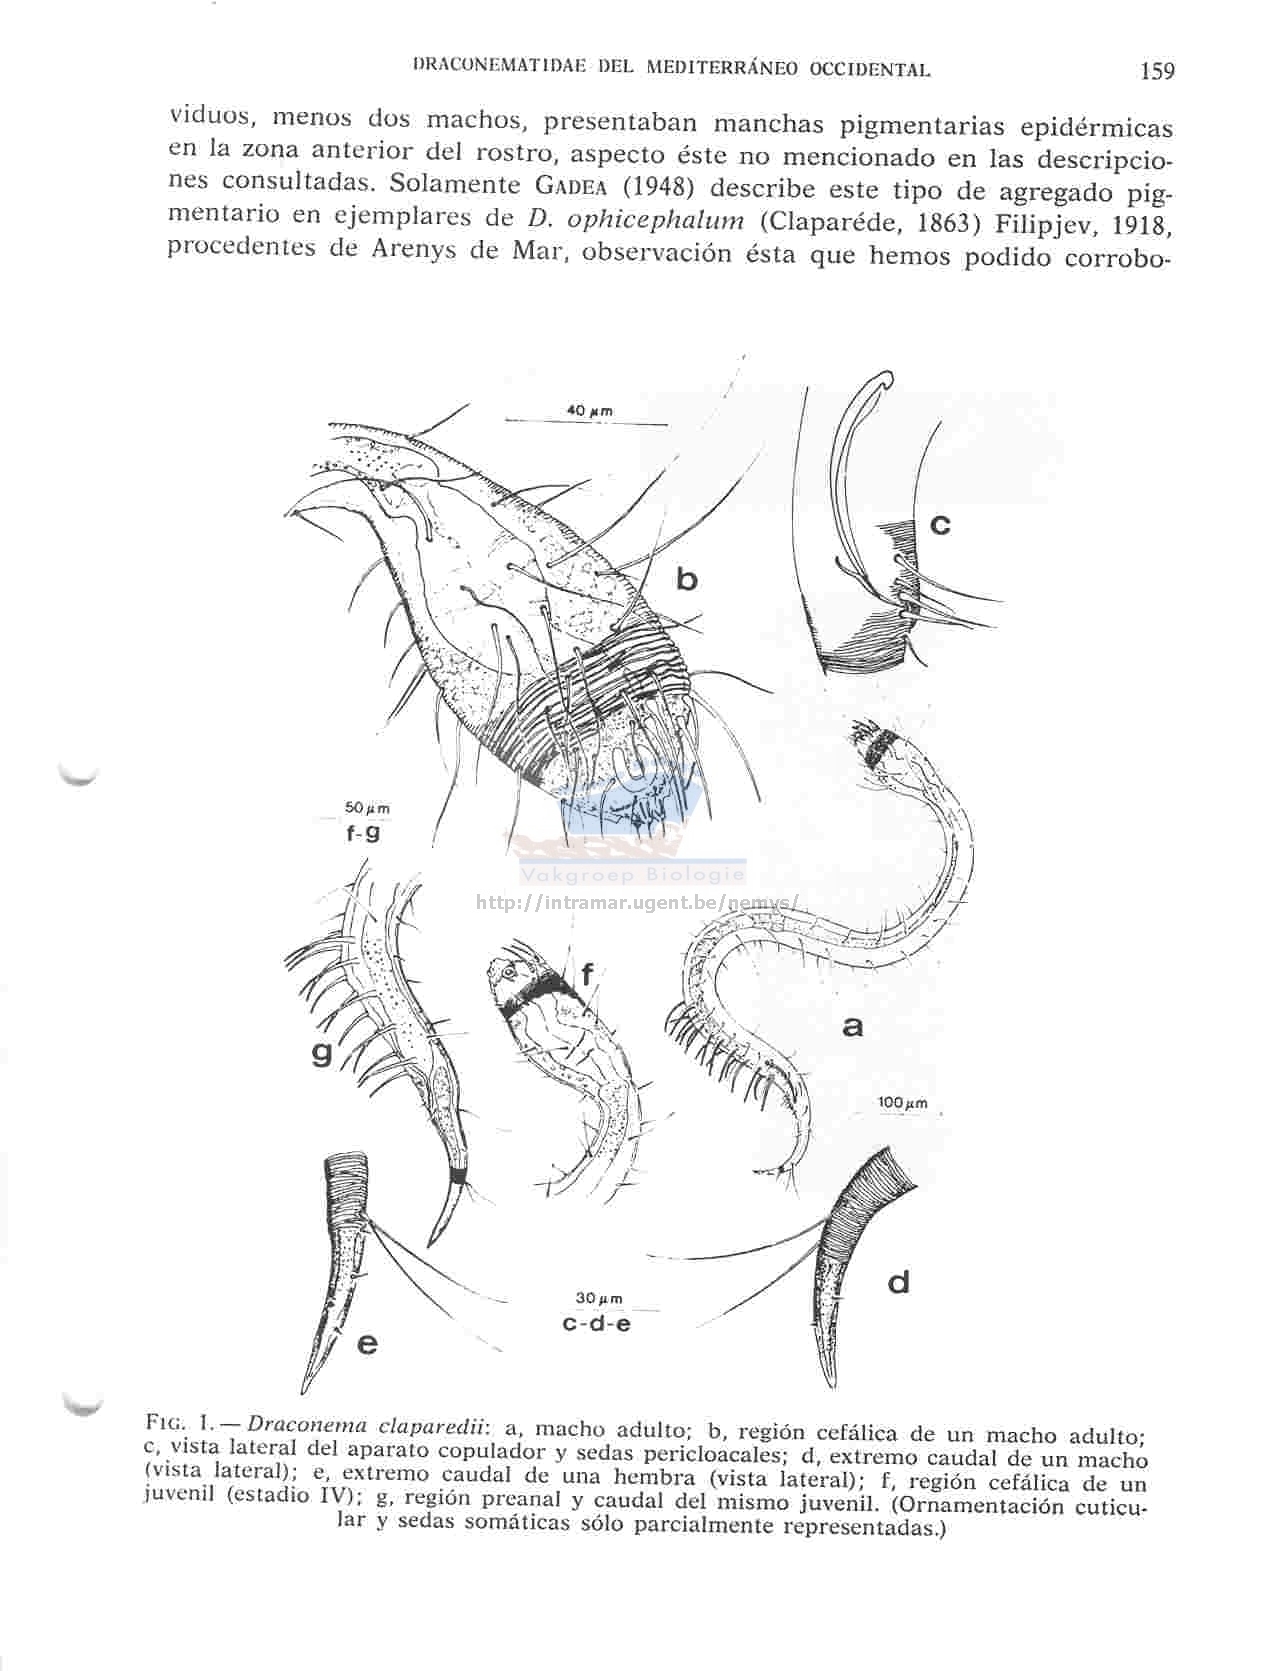 DRACONEMATIDAE DEL MEDITERRÁNEO OCCIDENTAL 159
viduos, menos dos machos, presentaban manchas pigmentarias epidérmicas
en la zona anterior del rostro, aspecto éste no mencionado en las descripcio-
nes consultadas. Solamente GADEA (1948) describe este tipo de agregado pig-
mentario en ejemplares de D. ophicephalum (Claparéde, 1863) Filipjev, 1918,
procedentes de Arenys de Mar, observación ésta que hemos podido corrobo-
40 µm
c
b
50 µm
f-g
Vakgroep Biologie
http://intramar.ugent.be/nemys/
f
a
g
100 µm
d
30 µm
c-d-e
e
FIG. 1.— Draconema claparedii: a, macho adulto; b, región cefálica de un macho adulto;
c, vista lateral del aparato copulador y sedas pericloacales; d, extremo caudal de un macho
(vista lateral); e, extremo caudal de una hembra (vista lateral); f, región cefálica de un
juvenil (estadio IV); g, región preanal y caudal del mismo juvenil. (Ornamentación cuticu-
lar y sedas somáticas sólo parcialmente representadas.)